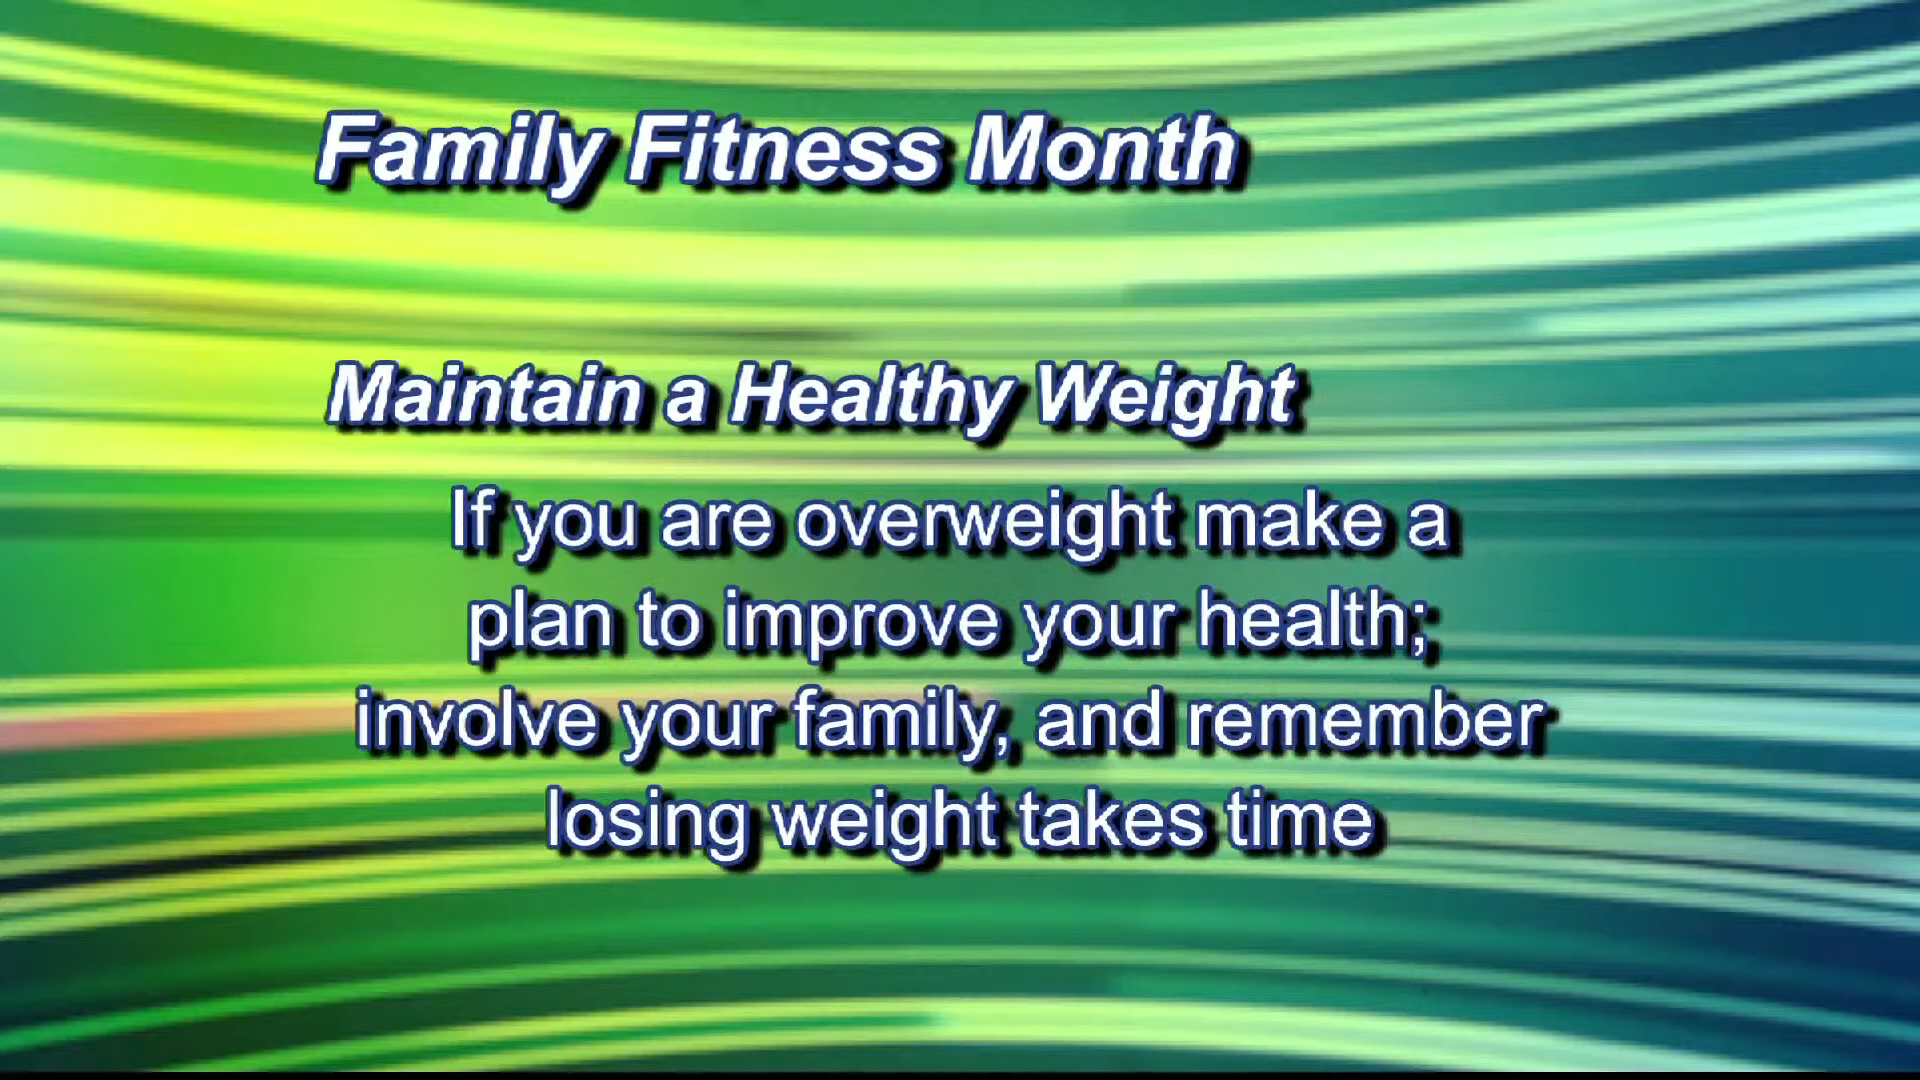 Family Fitness Month
Maintain a Healthy Weight
If you are overweight make a
plan to improve your health;
involve your family, and remember
losing weight takes time